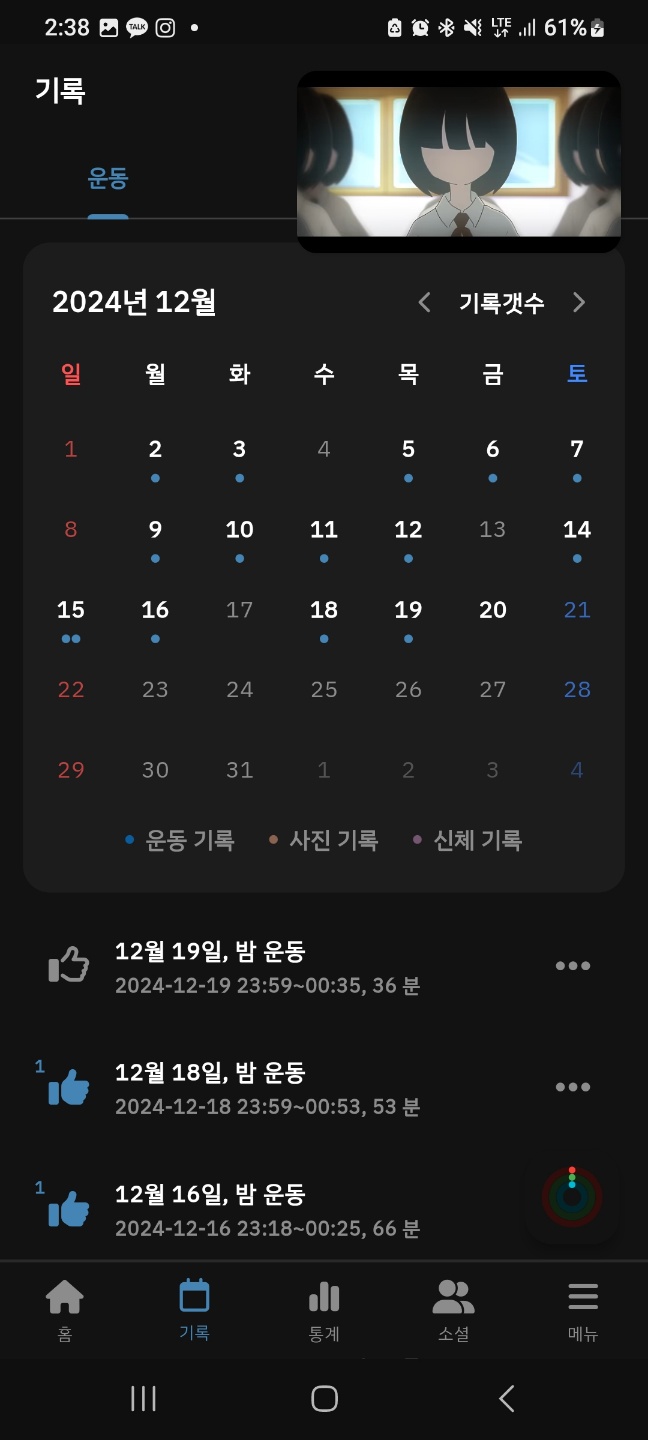 2:38 TALK LTE 61%
기록
운동
2024년 12월 기록갯수
일 월 화 수 목 금 토
1 2 3 4 5 6 7
8 9 10 11 12 13 14
15 16 17 18 19 20 21
22 23 24 25 26 27 28
29 30 31 1 2 3 4
운동 기록 사진 기록 신체 기록
12월 19일, 밤 운동
2024-12-19 23:59~00:35, 36 분
1
12월 18일, 밤 운동
2024-12-18 23:59~00:53, 53 분
1
12월 16일, 밤 운동
2024-12-16 23:18~00:25, 66 분
홈 기록 통계 소셜 메뉴